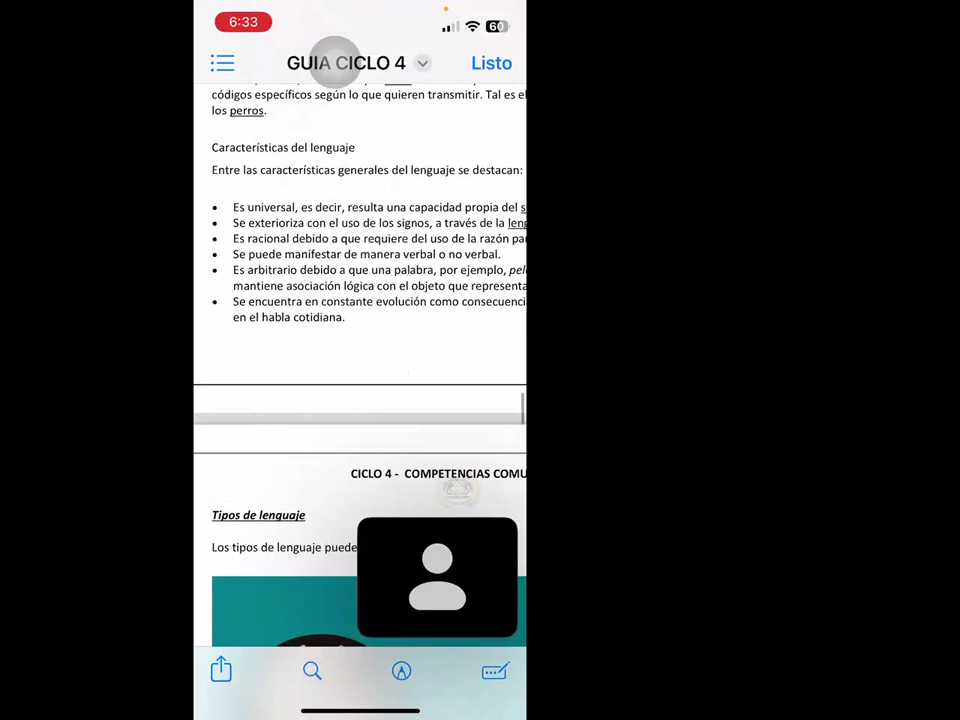 6:33
60
GUIA CICLO 4
Listo
códigos específicos según lo que quieren transmitir. Tal es el
los perros.
Características del lenguaje
Entre las características generales del lenguaje se destacan:
• Es universal, es decir, resulta una capacidad propia del s
• Se exterioriza con el uso de los signos, a través de la leng
• Es racional debido a que requiere del uso de la razón pa
• Se puede manifestar de manera verbal o no verbal.
• Es arbitrario debido a que una palabra, por ejemplo, pel
mantiene asociación lógica con el objeto que representa
• Se encuentra en constante evolución como consecuenci
en el habla cotidiana.
CICLO 4 - COMPETENCIAS COMU
Tipos de lenguaje
Los tipos de lenguaje puede